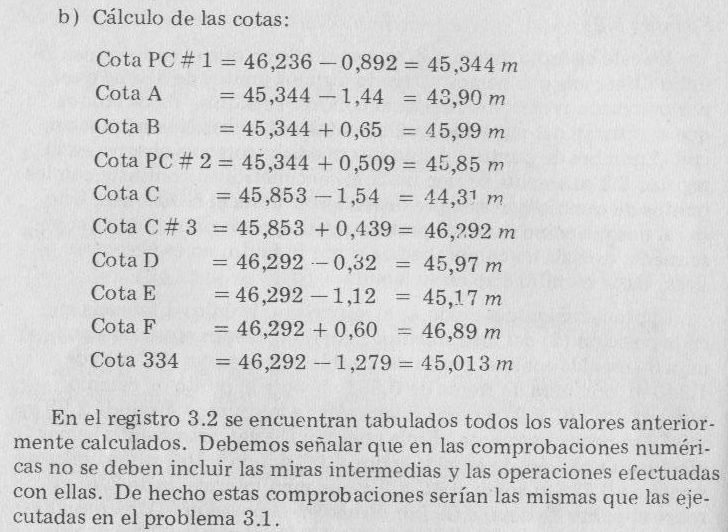 b) Cálculo de las cotas:
Cota PC # 1 = 46,236 − 0,892 = 45,344 m
Cota A = 45,344 − 1,44 = 43,90 m
Cota B = 45,344 + 0,65 = 45,99 m
Cota PC # 2 = 45,344 + 0,509 = 45,85 m
Cota C = 45,853 − 1,54 = 44,31 m
Cota C # 3 = 45,853 + 0,439 = 46,292 m
Cota D = 46,292 − 0,32 = 45,97 m
Cota E = 46,292 − 1,12 = 45,17 m
Cota F = 46,292 + 0,60 = 46,89 m
Cota 334 = 46,292 − 1,279 = 45,013 m
En el registro 3.2 se encuentran tabulados todos los valores anterior-
mente calculados. Debemos señalar que en las comprobaciones numéri-
cas no se deben incluir las miras intermedias y las operaciones efectuadas
con ellas. De hecho estas comprobaciones serían las mismas que las eje-
cutadas en el problema 3.1.